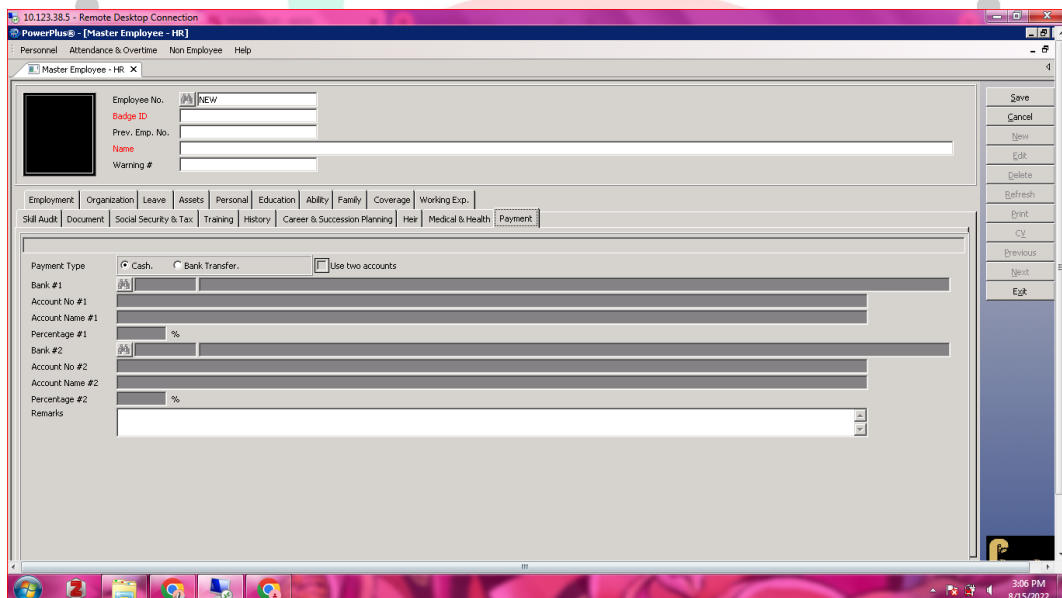 10.123.38.5 - Remote Desktop Connection
PowerPlus® - [Master Employee - HR]
Personnel Attendance & Overtime Non Employee Help
Master Employee - HR X
Employee No. NEW
Badge ID
Prev. Emp. No.
Name
Warning #
Save
Cancel
New
Edit
Delete
Refresh
Print
CV
Previous
Next
Exit
Employment Organization Leave Assets Personal Education Ability Family Coverage Working Exp.
Skill Audit Document Social Security & Tax Training History Career & Succession Planning Heir Medical & Health Payment
Payment Type Cash. Bank Transfer. Use two accounts
Bank #1
Account No #1
Account Name #1
Percentage #1 %
Bank #2
Account No #2
Account Name #2
Percentage #2 %
Remarks
3:06 PM
8/15/2022